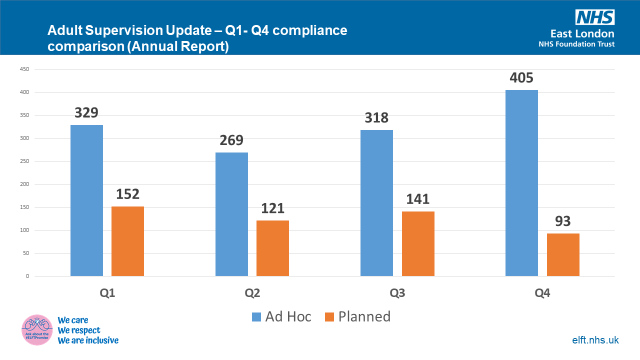 Adult Supervision Update – Q1- Q4 compliance
comparison (Annual Report)
NHS
East London
NHS Foundation Trust
450
400
350
300
250
200
150
100
50
0
329
152
269
121
318
141
405
93
Q1
Q2
Q3
Q4
Ad Hoc
Planned
We care
We respect
We are inclusive
elft.nhs.uk